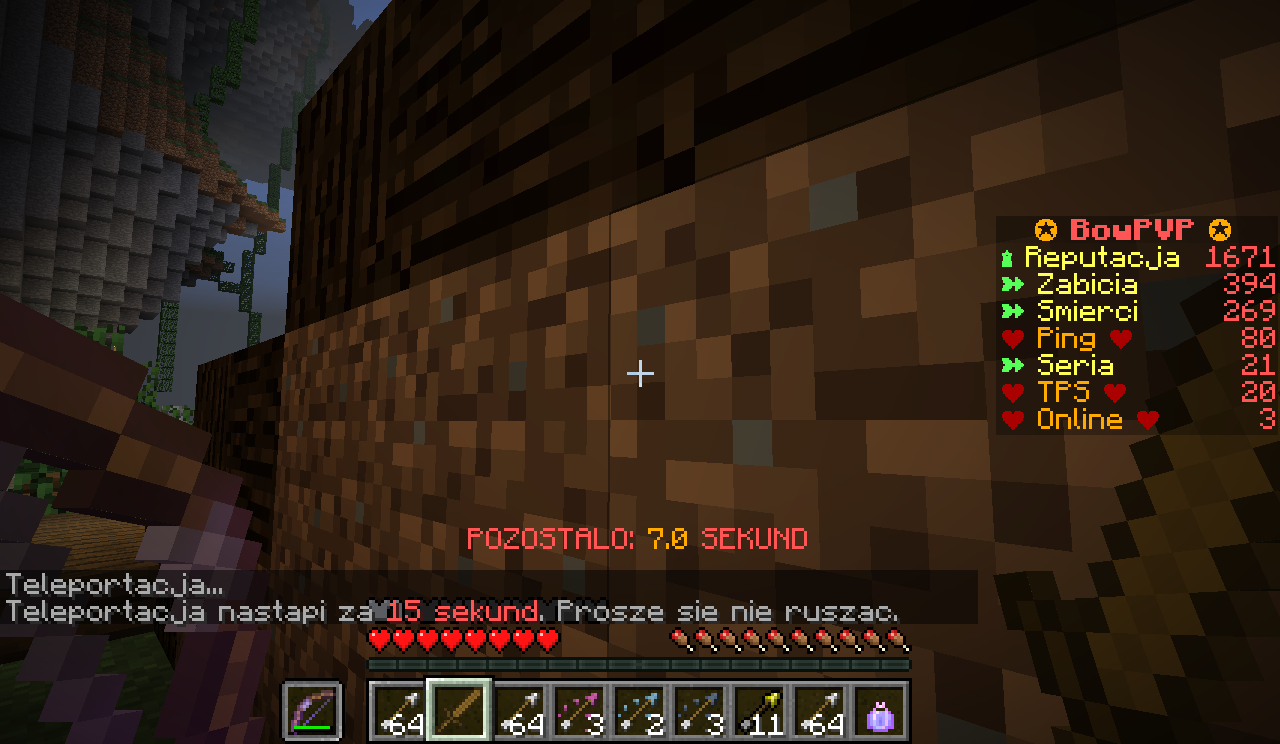 BowPVP
Reputacja 1671
Zabicia 394
Smierci 269
Ping 80
Seria 21
TPS 20
Online 3
POZOSTALO: 7.0 SEKUND
Teleportacja...
Teleportacja nastapi za 15 sekund. Prosze sie nie ruszac.
64 64 3 2 3 11 64